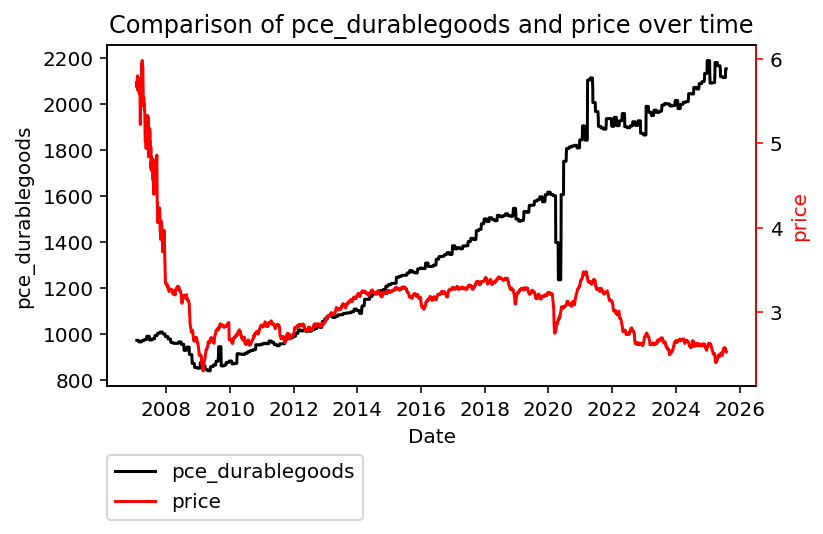 Comparison of pce_durablegoods and price over time
2200
2000
1800
1600
1400
1200
1000
800
pce_durablegoods
6
5
4
3
price
2008 2010 2012 2014 2016 2018 2020 2022 2024 2026
Date
pce_durablegoods
price